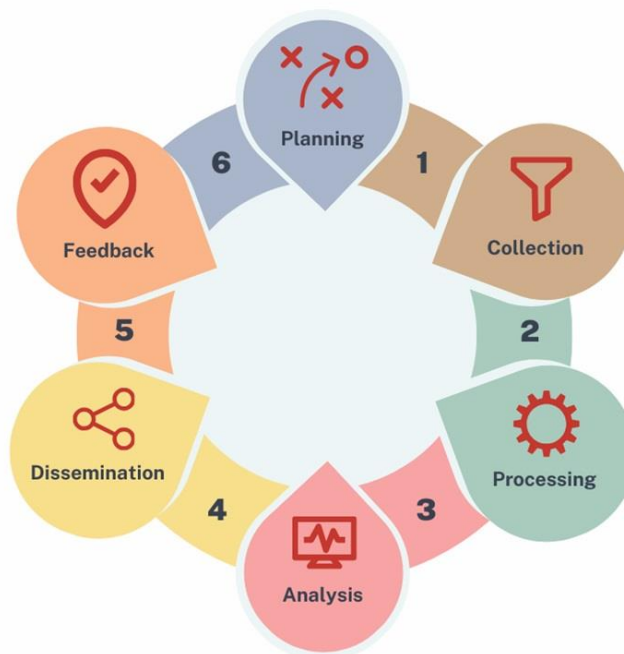 Planning
1
Collection
2
Processing
3
Analysis
4
Dissemination
5
Feedback
6